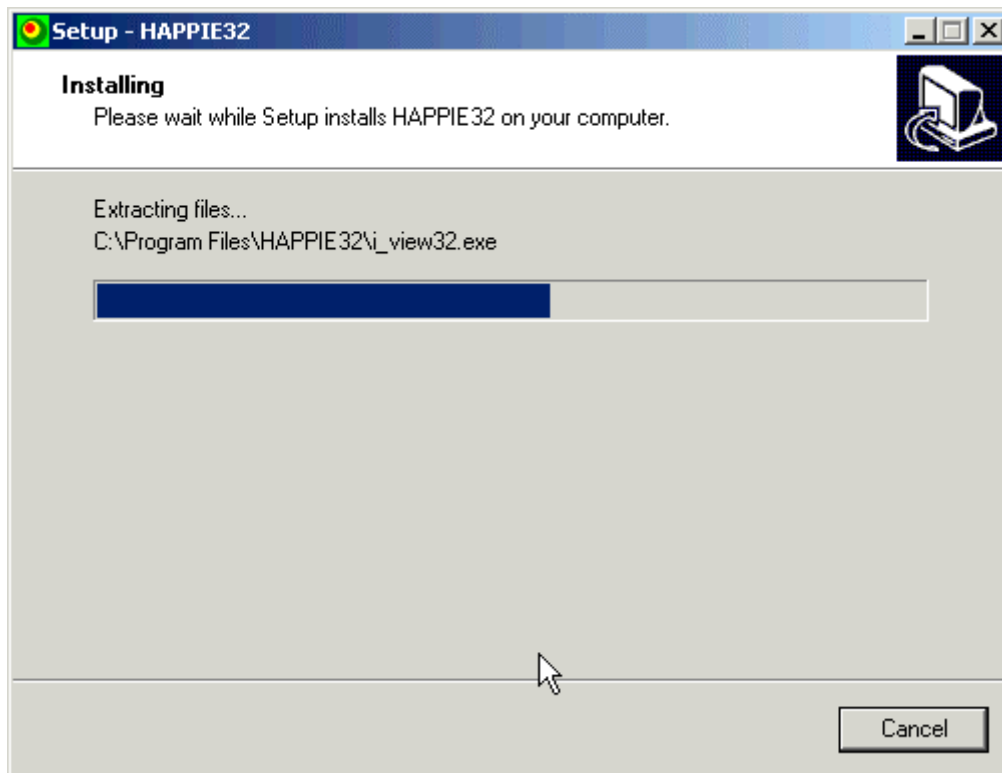 Setup - HAPPIE32
Installing
Please wait while Setup installs HAPPIE32 on your computer.
Extracting files...
C:\Program Files\HAPPIE32\i_view32.exe
Cancel